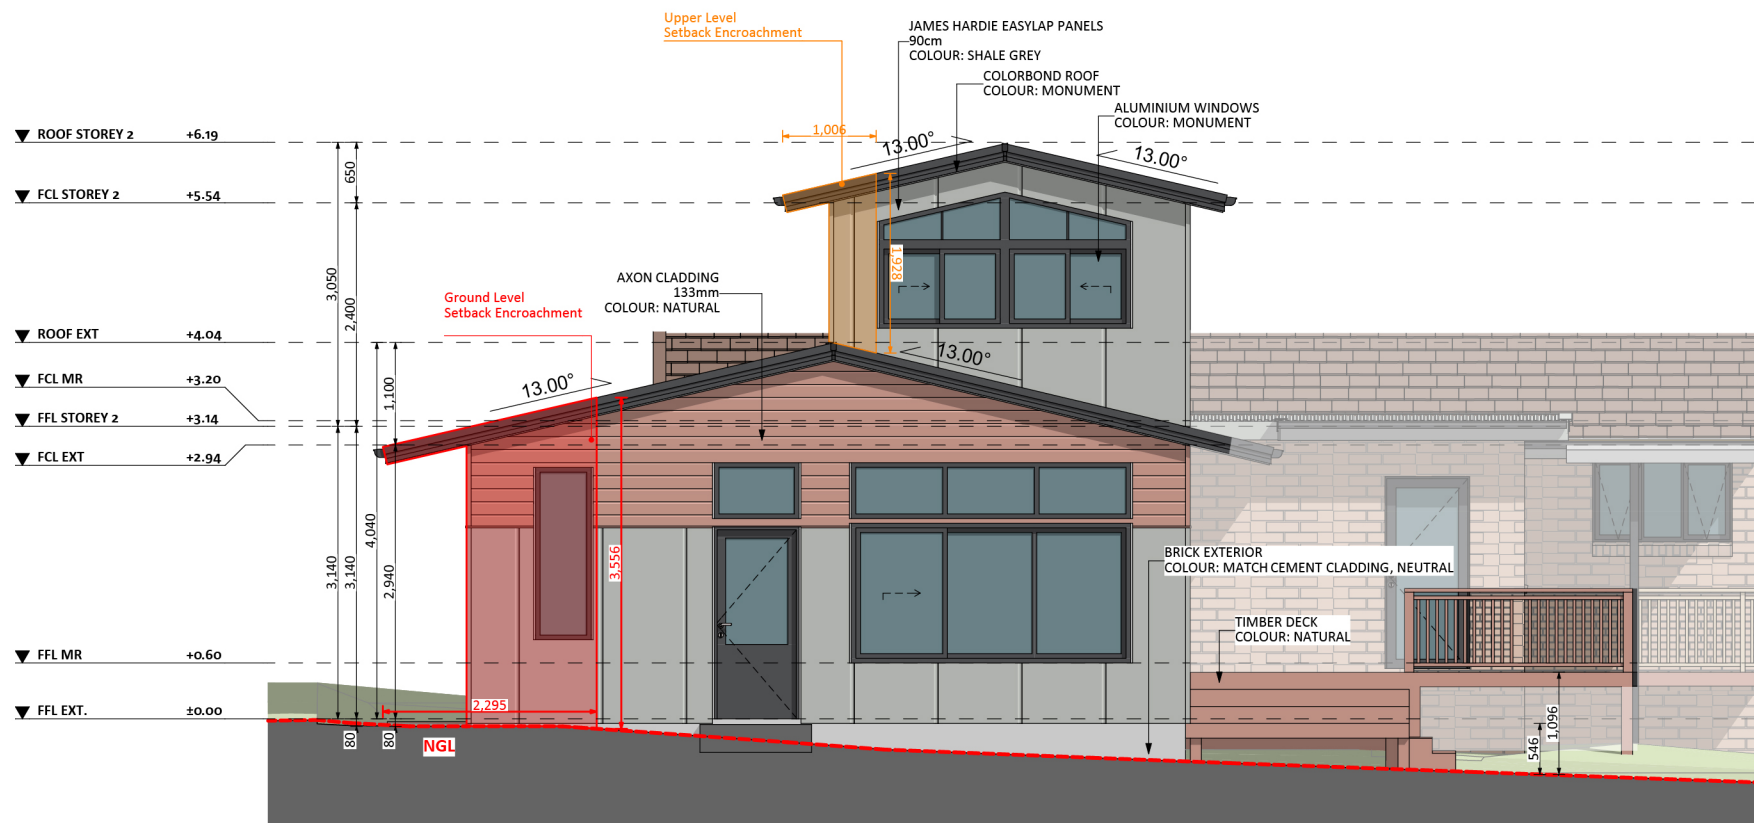 Upper Level
Setback Encroachment
JAMES HARDIE EASYLAP PANELS
90cm
COLOUR: SHALE GREY
COLORBOND ROOF
COLOUR: MONUMENT
ALUMINIUM WINDOWS
COLOUR: MONUMENT
ROOF STOREY 2 +6.19
1,006
13.00°
13.00°
650
FCL STOREY 2 +5.54
1,928
3,050
2,400
AXON CLADDING
133mm
COLOUR: NATURAL
Ground Level
Setback Encroachment
ROOF EXT +4.04
13.00°
13.00°
FCL MR +3.20
1,100
FFL STOREY 2 +3.14
FCL EXT +2.94
4,040
3,140
3,140
2,940
3,556
BRICK EXTERIOR
COLOUR: MATCH CEMENT CLADDING, NEUTRAL
TIMBER DECK
COLOUR: NATURAL
FFL MR +0.60
FFL EXT. ±0.00
2,295
80
80
NGL
546
1,096